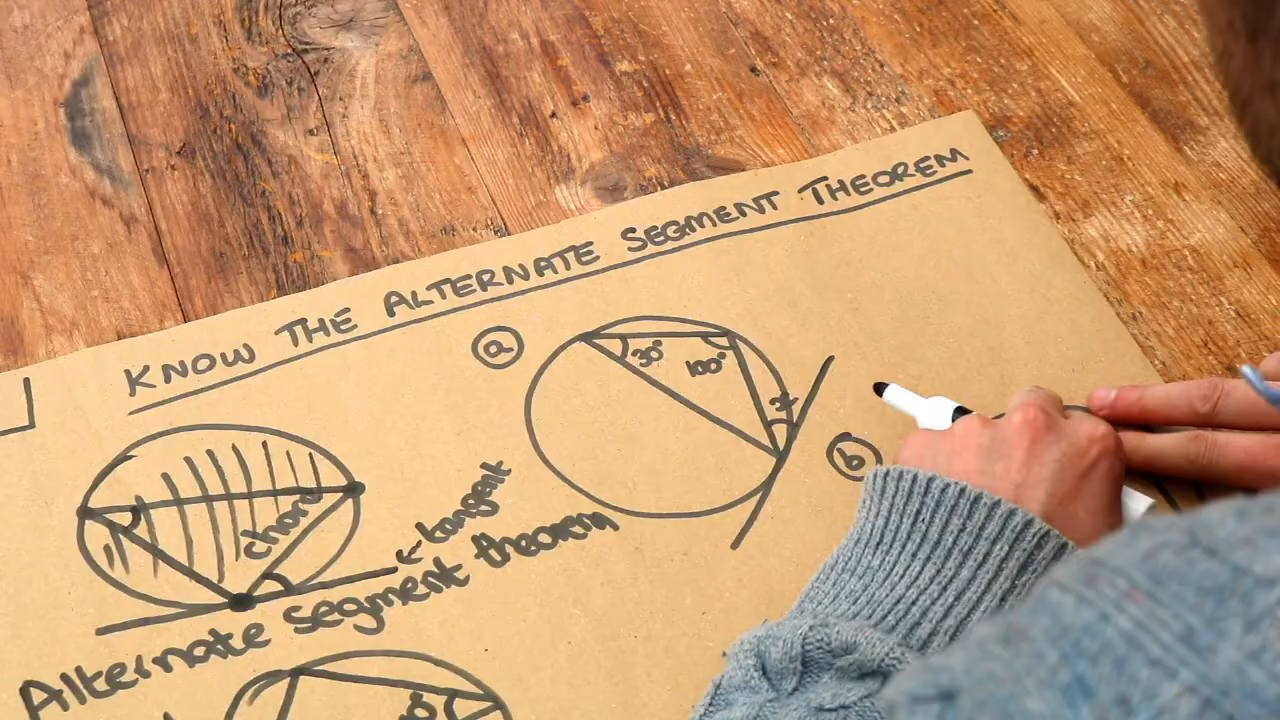 KNOW THE ALTERNATE SEGMENT THEOREM
a
30°
100°
x
b
chord
← tangent
Alternate segment theorem